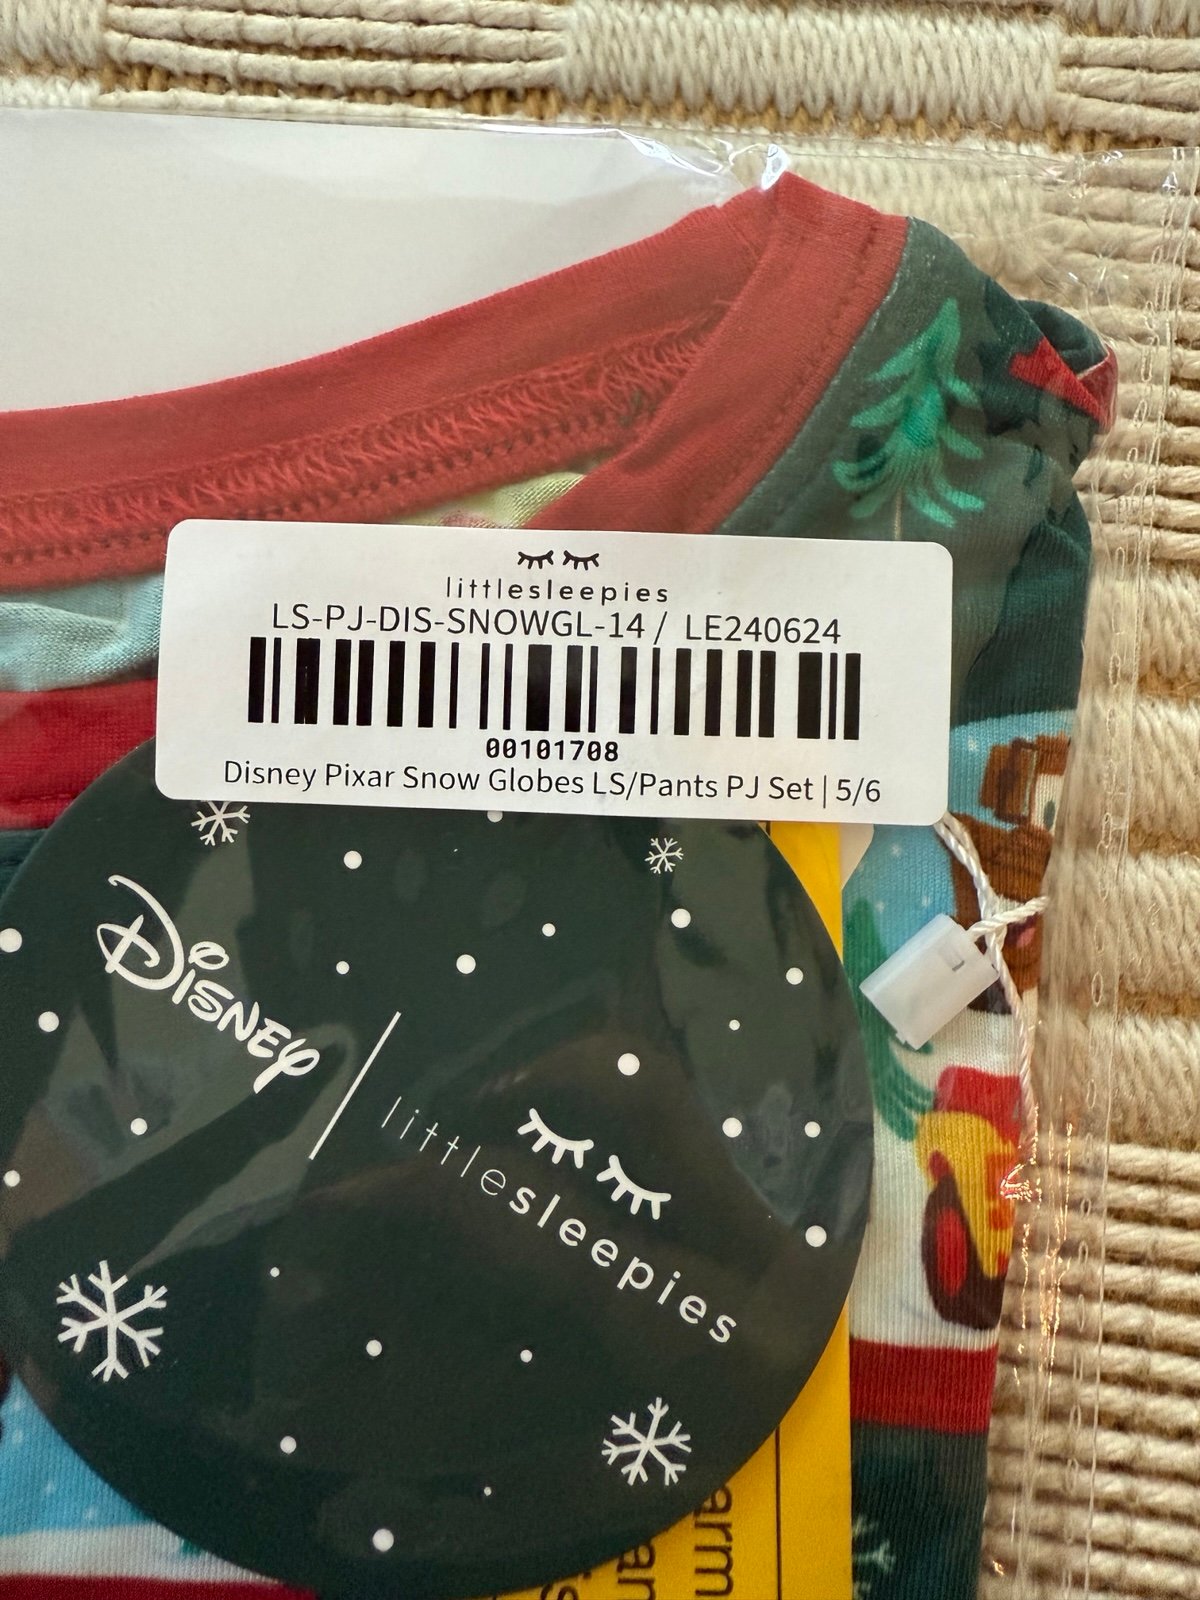 littlesleepies
LS-PJ-DIS-SNOWGL-14 / LE240624
00101708
Disney Pixar Snow Globes LS/Pants PJ Set | 5/6
Disney
littlesleepies